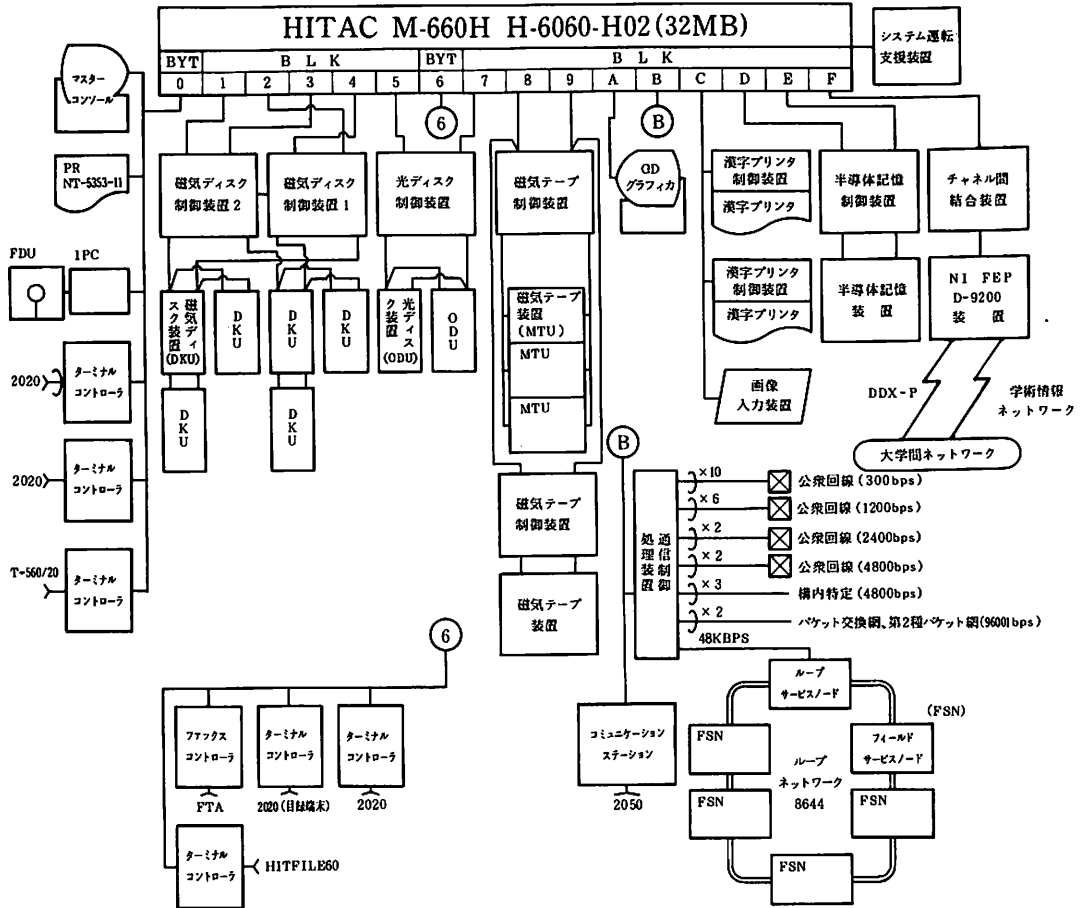 HITAC M-660H H-6060-H02(32MB)
BYT
B L K
BYT
B L K
0
1
2
3
4
5
6
7
8
9
A
B
C
D
E
F
システム運転
支援装置
マスター
コンソール
PR
NT-5353-11
FDU
1PC
2020
ターミナル
コントローラ
2020
ターミナル
コントローラ
T-560/20
ターミナル
コントローラ
磁気ディスク
制御装置2
磁気ディスク
制御装置1
光ディスク
制御装置
磁気テープ
装置
6
B
GD
グラフィカ
漢字プリンタ
制御装置
漢字プリンタ
漢字プリンタ
制御装置
漢字プリンタ
画像
入力装置
半導体記憶
制御装置
半導体記憶
装 置
チャネル間
結合装置
NI FEP
D-9200
装 置
DDX-P
学術情報
ネットワーク
大学間ネットワーク
磁気ディ
スク装置
(DKU)
DKU
DKU
DKU
DKU
DKU
光ディス
ク装置
(ODU)
ODU
磁気テープ
装置
(MTU)
MTU
MTU
磁気テープ
制御装置
磁気テープ
装置
B
通信制御
処理装置
×10
公衆回線(300bps)
×6
公衆回線(1200bps)
×2
公衆回線(2400bps)
×2
公衆回線(4800bps)
×3
構内特定(4800bps)
×2
パケット交換網、第2種パケット網(9600bps)
48KBPS
ループ
サービスノード
(FSN)
FSN
フィールド
サービスノード
ループ
ネットワーク
8644
FSN
FSN
FSN
コミュニケーション
ステーション
2050
6
ファックス
コントローラ
FTA
ターミナル
コントローラ
2020(目録端末)
ターミナル
コントローラ
2020
ターミナル
コントローラ
HITFILE60